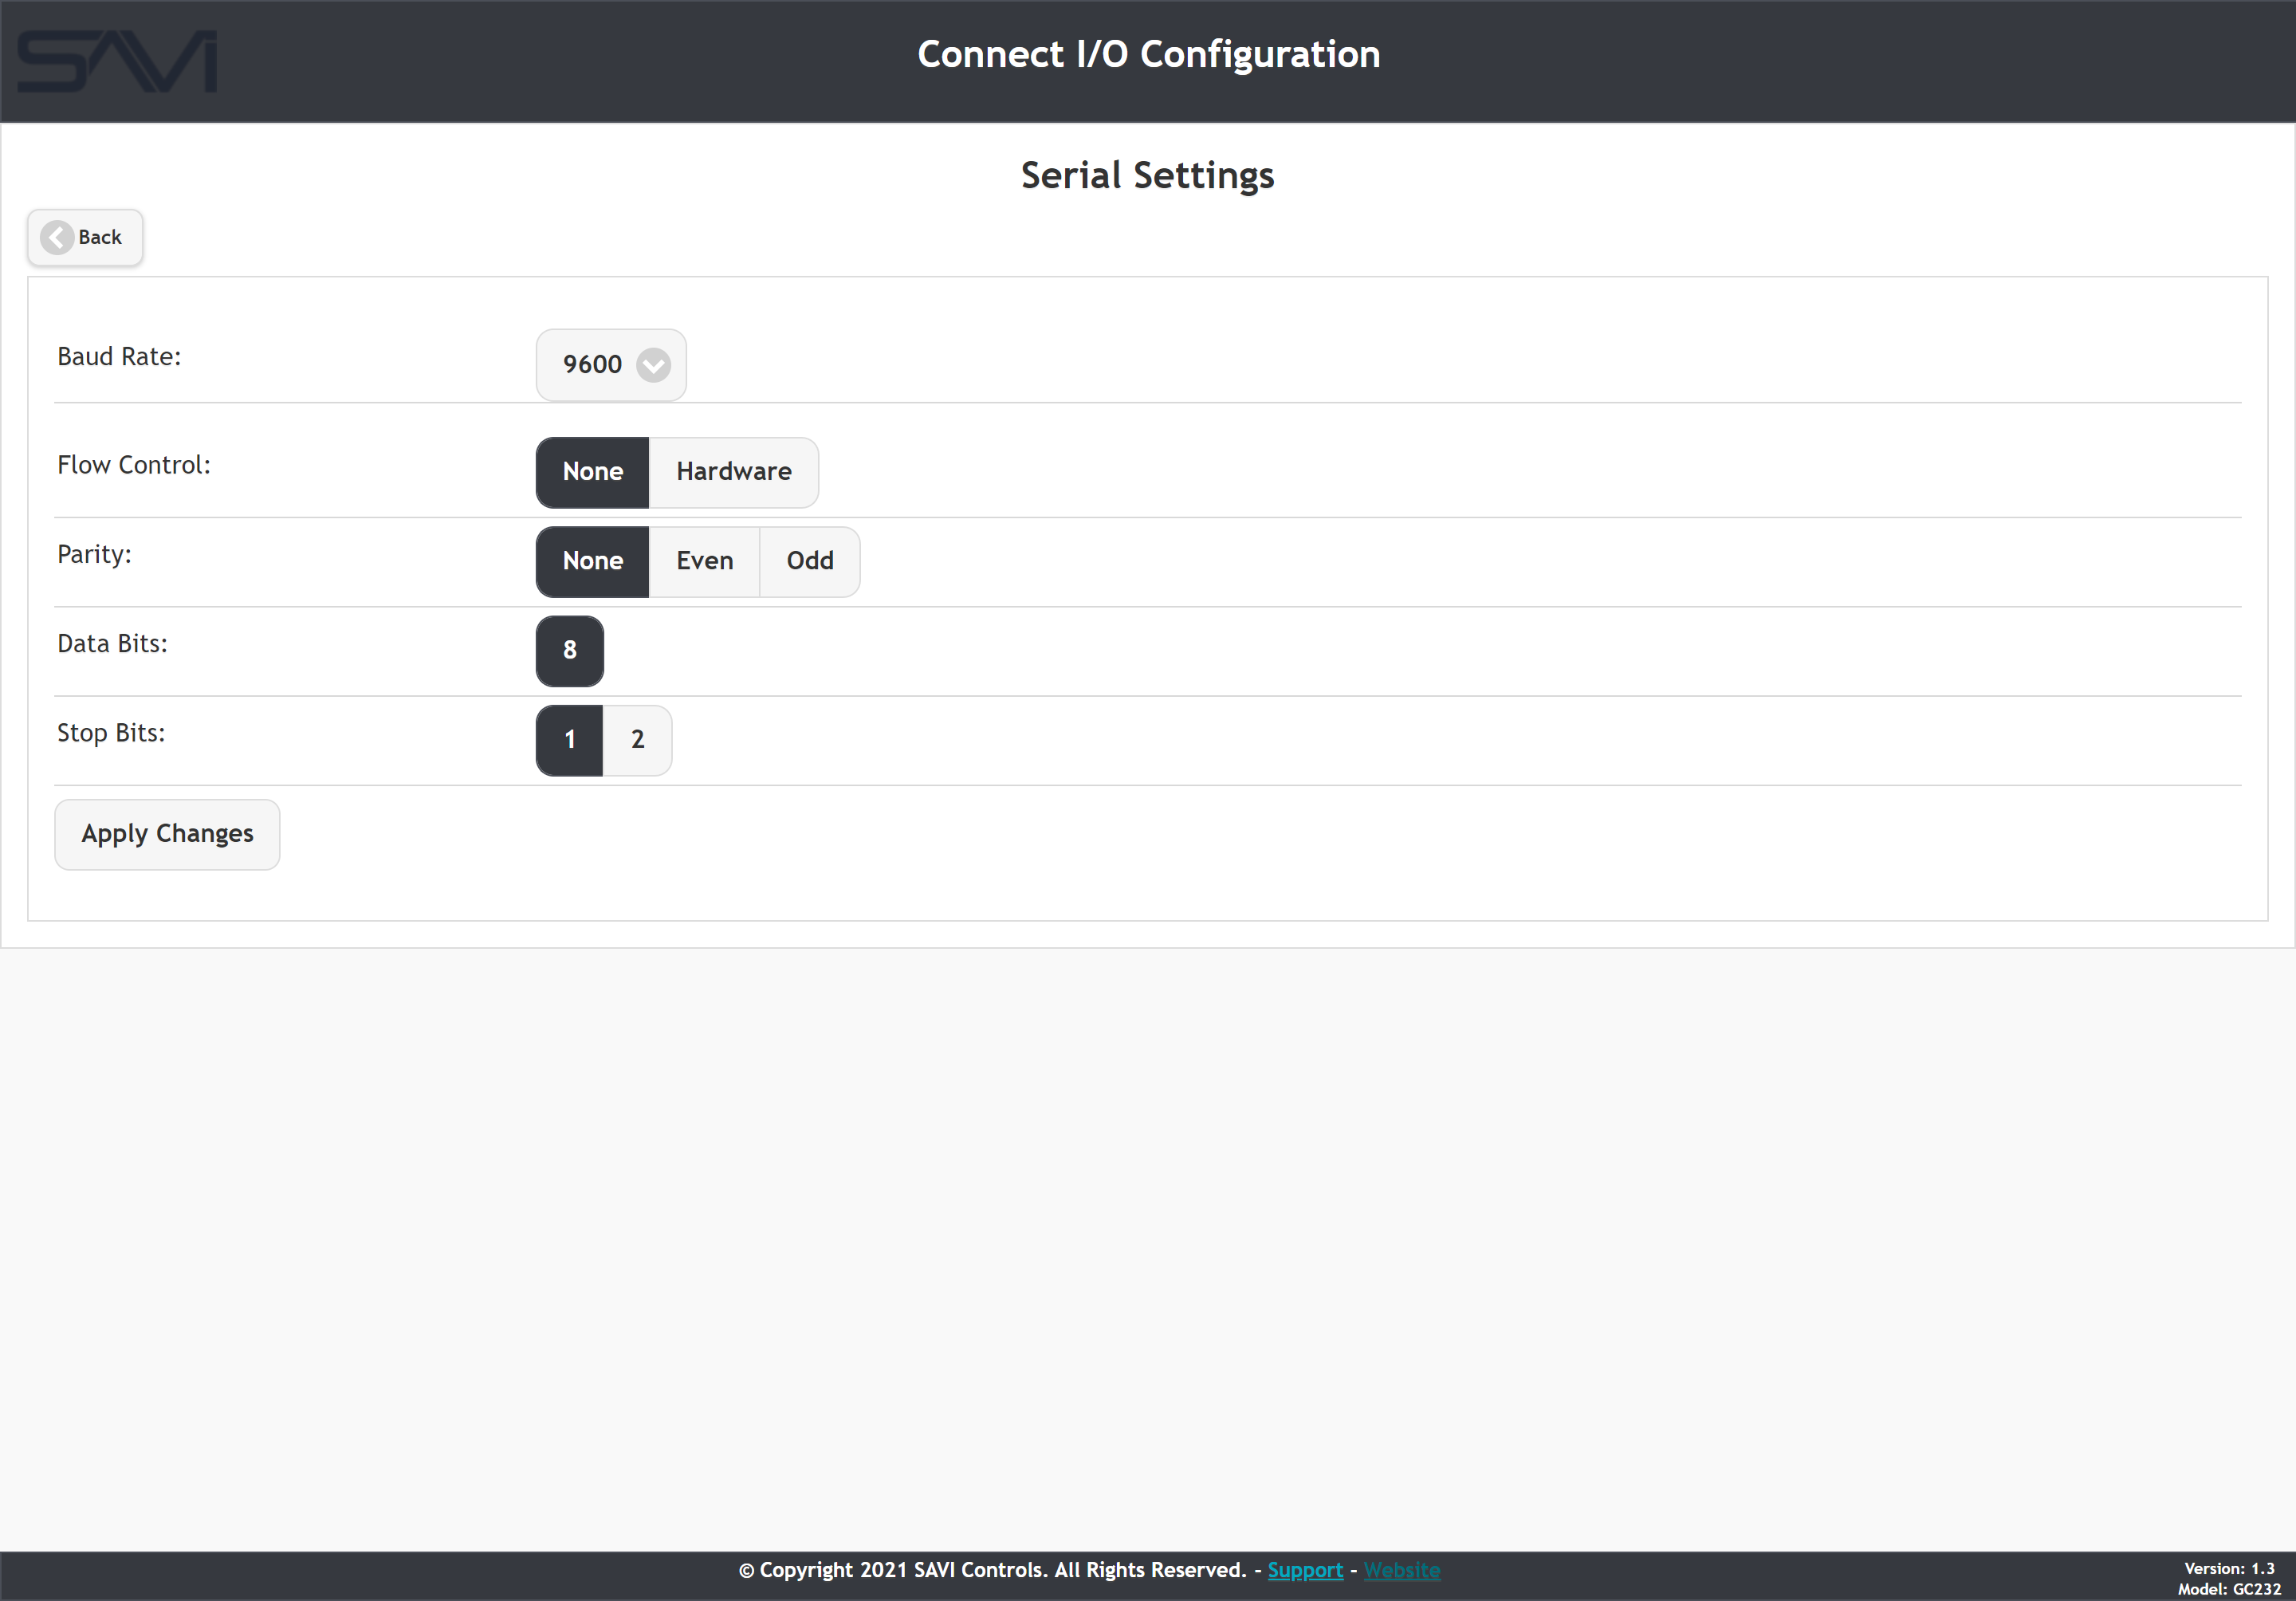 SAVI
Connect I/O Configuration
Serial Settings
Back
Baud Rate: 9600
Flow Control: None Hardware
Parity: None Even Odd
Data Bits: 8
Stop Bits: 1 2
Apply Changes
© Copyright 2021 SAVI Controls. All Rights Reserved. - Support - Website
Version: 1.3
Model: GC232